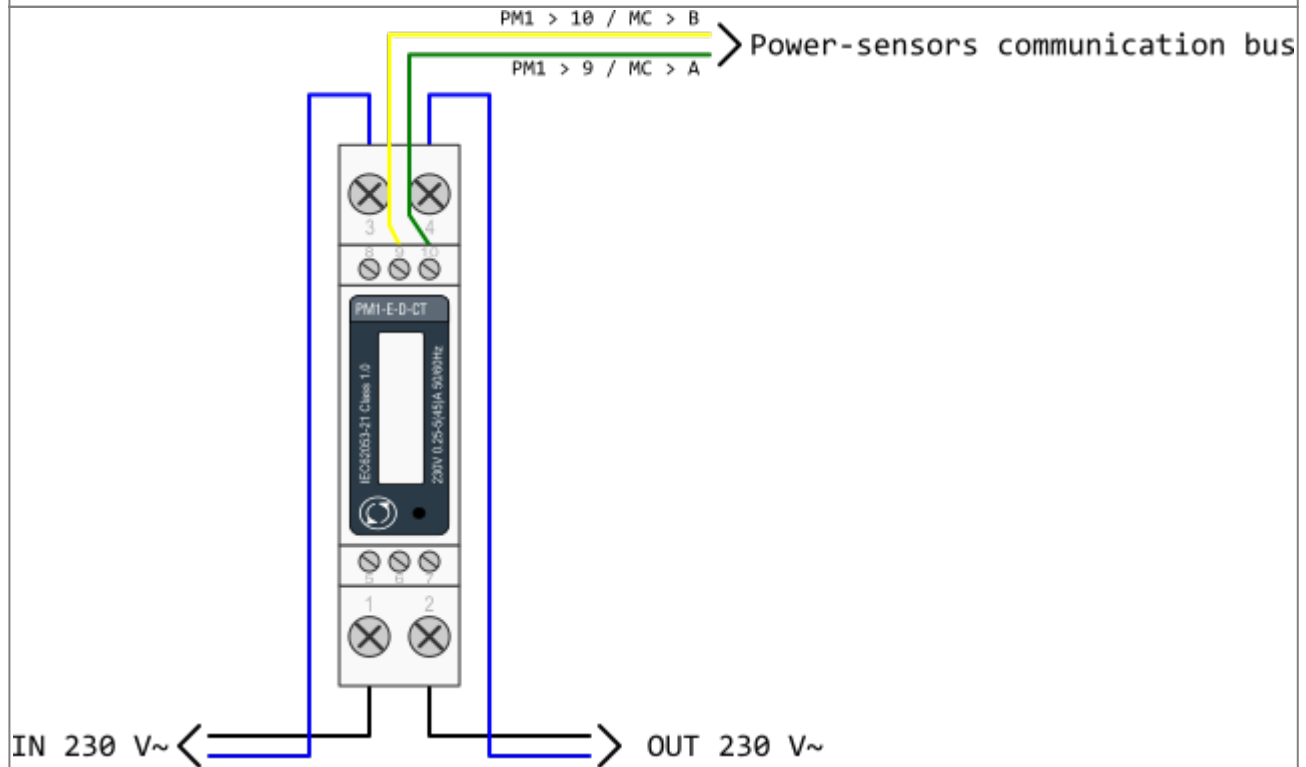 PM1 > 10 / MC > B
Power-sensors communication bus
PM1 > 9 / MC > A
3 4
8 9 10
PM1-E-D-CT
IEC62053-21 Class 1.0
230V 0.25-5(45)A 50/60Hz
5 6 7
1 2
IN 230 V~
OUT 230 V~